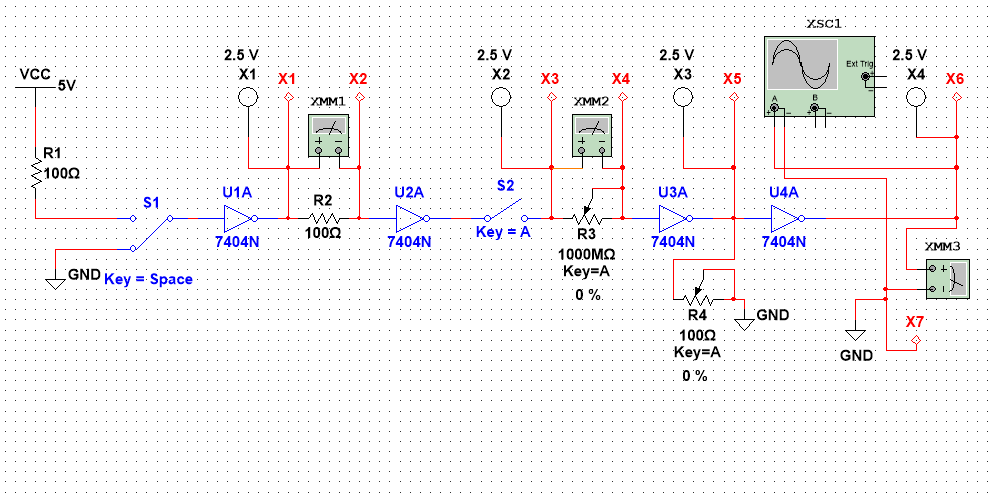 XSC1
VCC
5V
2.5 V
X1
X1
X2
2.5 V
X2
X3
X4
2.5 V
X3
X5
2.5 V
X4
X6
Ext Trig
+
-
A
B
+ - + -
XMM1
+ -
XMM2
+ -
R1
100Ω
S1
U1A
7404N
R2
100Ω
U2A
7404N
S2
Key = A
R3
1000MΩ
Key=A
0 %
U3A
7404N
U4A
7404N
GND
Key = Space
XMM3
R4
100Ω
Key=A
0 %
GND
GND
X7